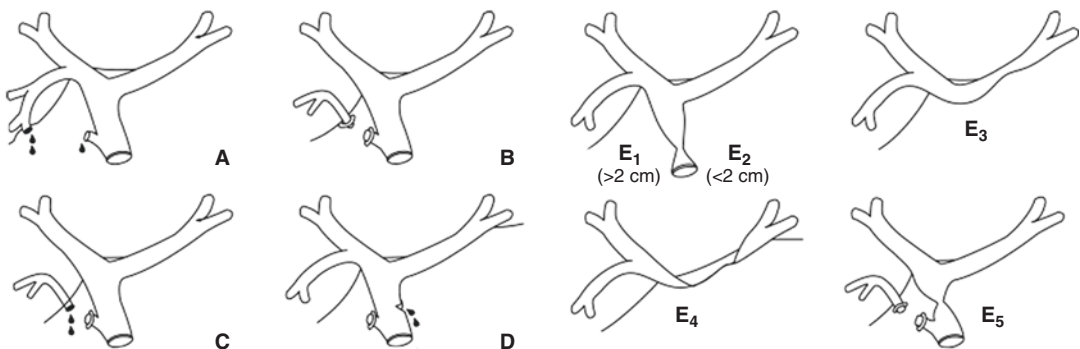 A
B
E₁ E₂
(>2 cm) (<2 cm)
E₃
C
D
E₄
E₅